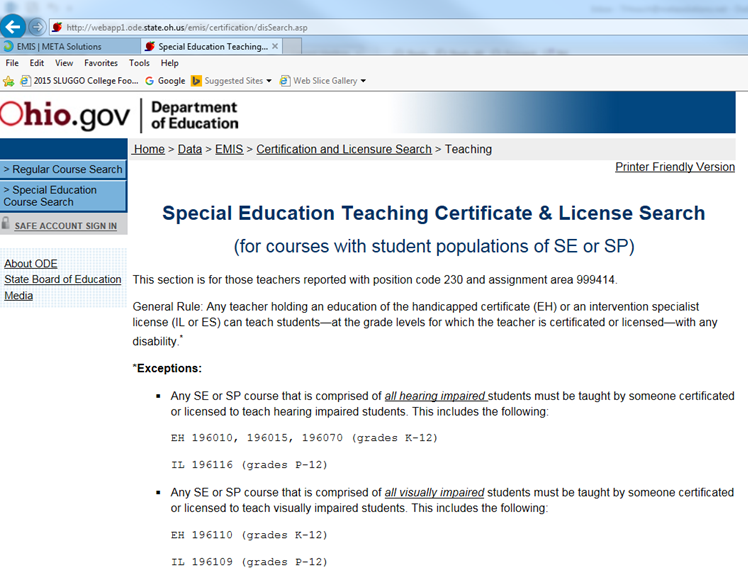 http://webapp1.ode.state.oh.us/emis/certification/disSearch.asp
EMIS | META Solutions
Special Education Teaching...
File Edit View Favorites Tools Help
2015 SLUGGO College Foo... Google Suggested Sites Web Slice Gallery
Ohio.gov
Department
of Education
Home > Data > EMIS > Certification and Licensure Search > Teaching
Printer Friendly Version
> Regular Course Search
> Special Education
Course Search
SAFE ACCOUNT SIGN IN
About ODE
State Board of Education
Media
Special Education Teaching Certificate & License Search
(for courses with student populations of SE or SP)
This section is for those teachers reported with position code 230 and assignment area 999414.
General Rule: Any teacher holding an education of the handicapped certificate (EH) or an intervention specialist
license (IL or ES) can teach students—at the grade levels for which the teacher is certificated or licensed—with any
disability.*
*Exceptions:
▪ Any SE or SP course that is comprised of all hearing impaired students must be taught by someone certificated
or licensed to teach hearing impaired students. This includes the following:
EH 196010, 196015, 196070 (grades K-12)
IL 196116 (grades P-12)
▪ Any SE or SP course that is comprised of all visually impaired students must be taught by someone certificated
or licensed to teach visually impaired students. This includes the following:
EH 196110 (grades K-12)
IL 196109 (grades P-12)